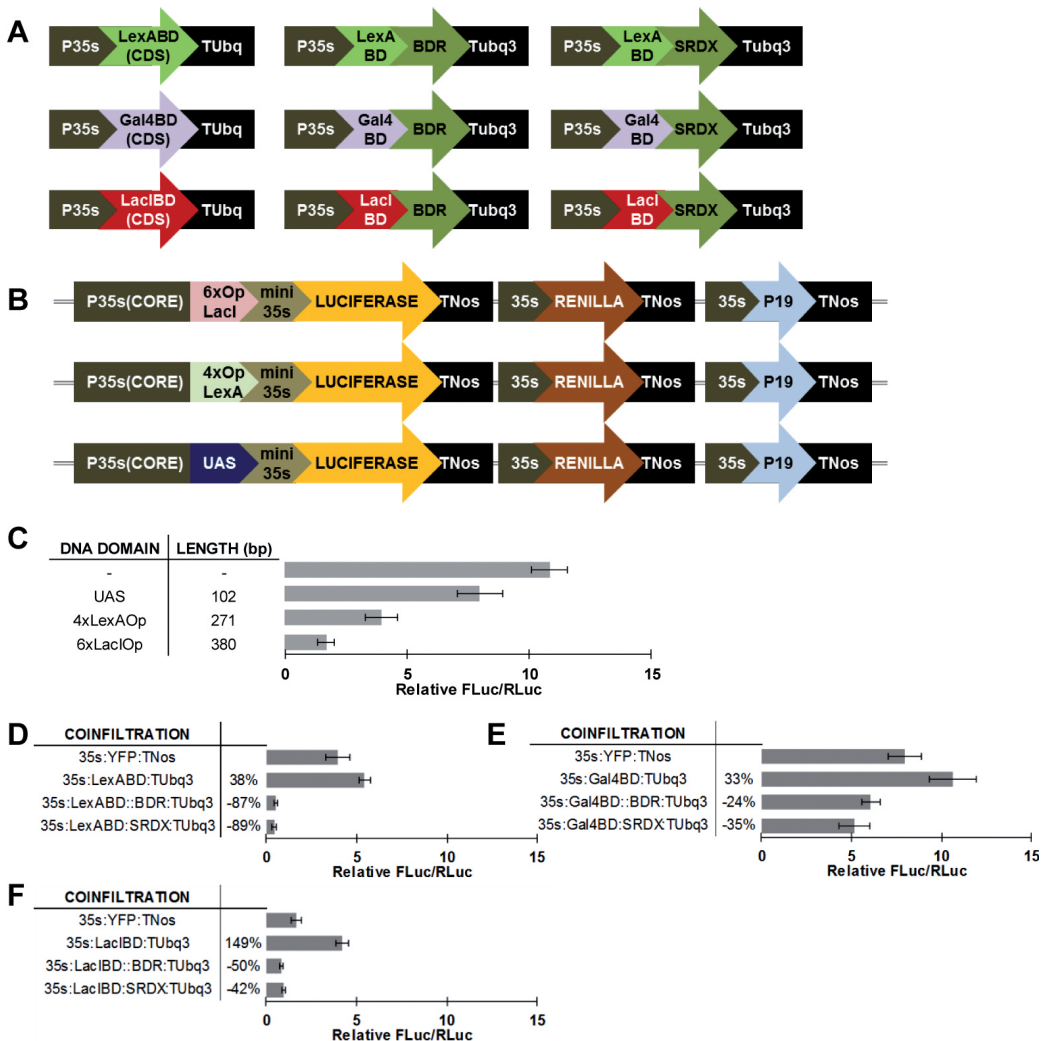 A
P35s LexABD (CDS) TUbq
P35s LexA BD BDR Tubq3
P35s LexA BD SRDX Tubq3
P35s Gal4BD (CDS) TUbq
P35s Gal4 BD BDR Tubq3
P35s Gal4 BD SRDX Tubq3
P35s LacIBD (CDS) TUbq
P35s LacI BD BDR Tubq3
P35s LacI BD SRDX Tubq3
B
P35s(CORE) 6xOp LacI mini 35s LUCIFERASE TNos 35s RENILLA TNos 35s P19 TNos
P35s(CORE) 4xOp LexA mini 35s LUCIFERASE TNos 35s RENILLA TNos 35s P19 TNos
P35s(CORE) UAS mini 35s LUCIFERASE TNos 35s RENILLA TNos 35s P19 TNos
C
DNA DOMAIN LENGTH (bp)
- -
UAS 102
4xLexAOp 271
6xLacIOp 380
0 5 10 15
Relative FLuc/RLuc
D
COINFILTRATION
35s:YFP:TNos
35s:LexABD:TUbq3 38%
35s:LexABD::BDR:TUbq3 -87%
35s:LexABD:SRDX:TUbq3 -89%
0 5 10 15
Relative FLuc/RLuc
E
COINFILTRATION
35s:YFP:TNos
35s:Gal4BD:TUbq3 33%
35s:Gal4BD::BDR:TUbq3 -24%
35s:Gal4BD:SRDX:TUbq3 -35%
0 5 10 15
Relative FLuc/RLuc
F
COINFILTRATION
35s:YFP:TNos
35s:LacIBD:TUbq3 149%
35s:LacIBD::BDR:TUbq3 -50%
35s:LacIBD:SRDX:TUbq3 -42%
0 5 10 15
Relative FLuc/RLuc